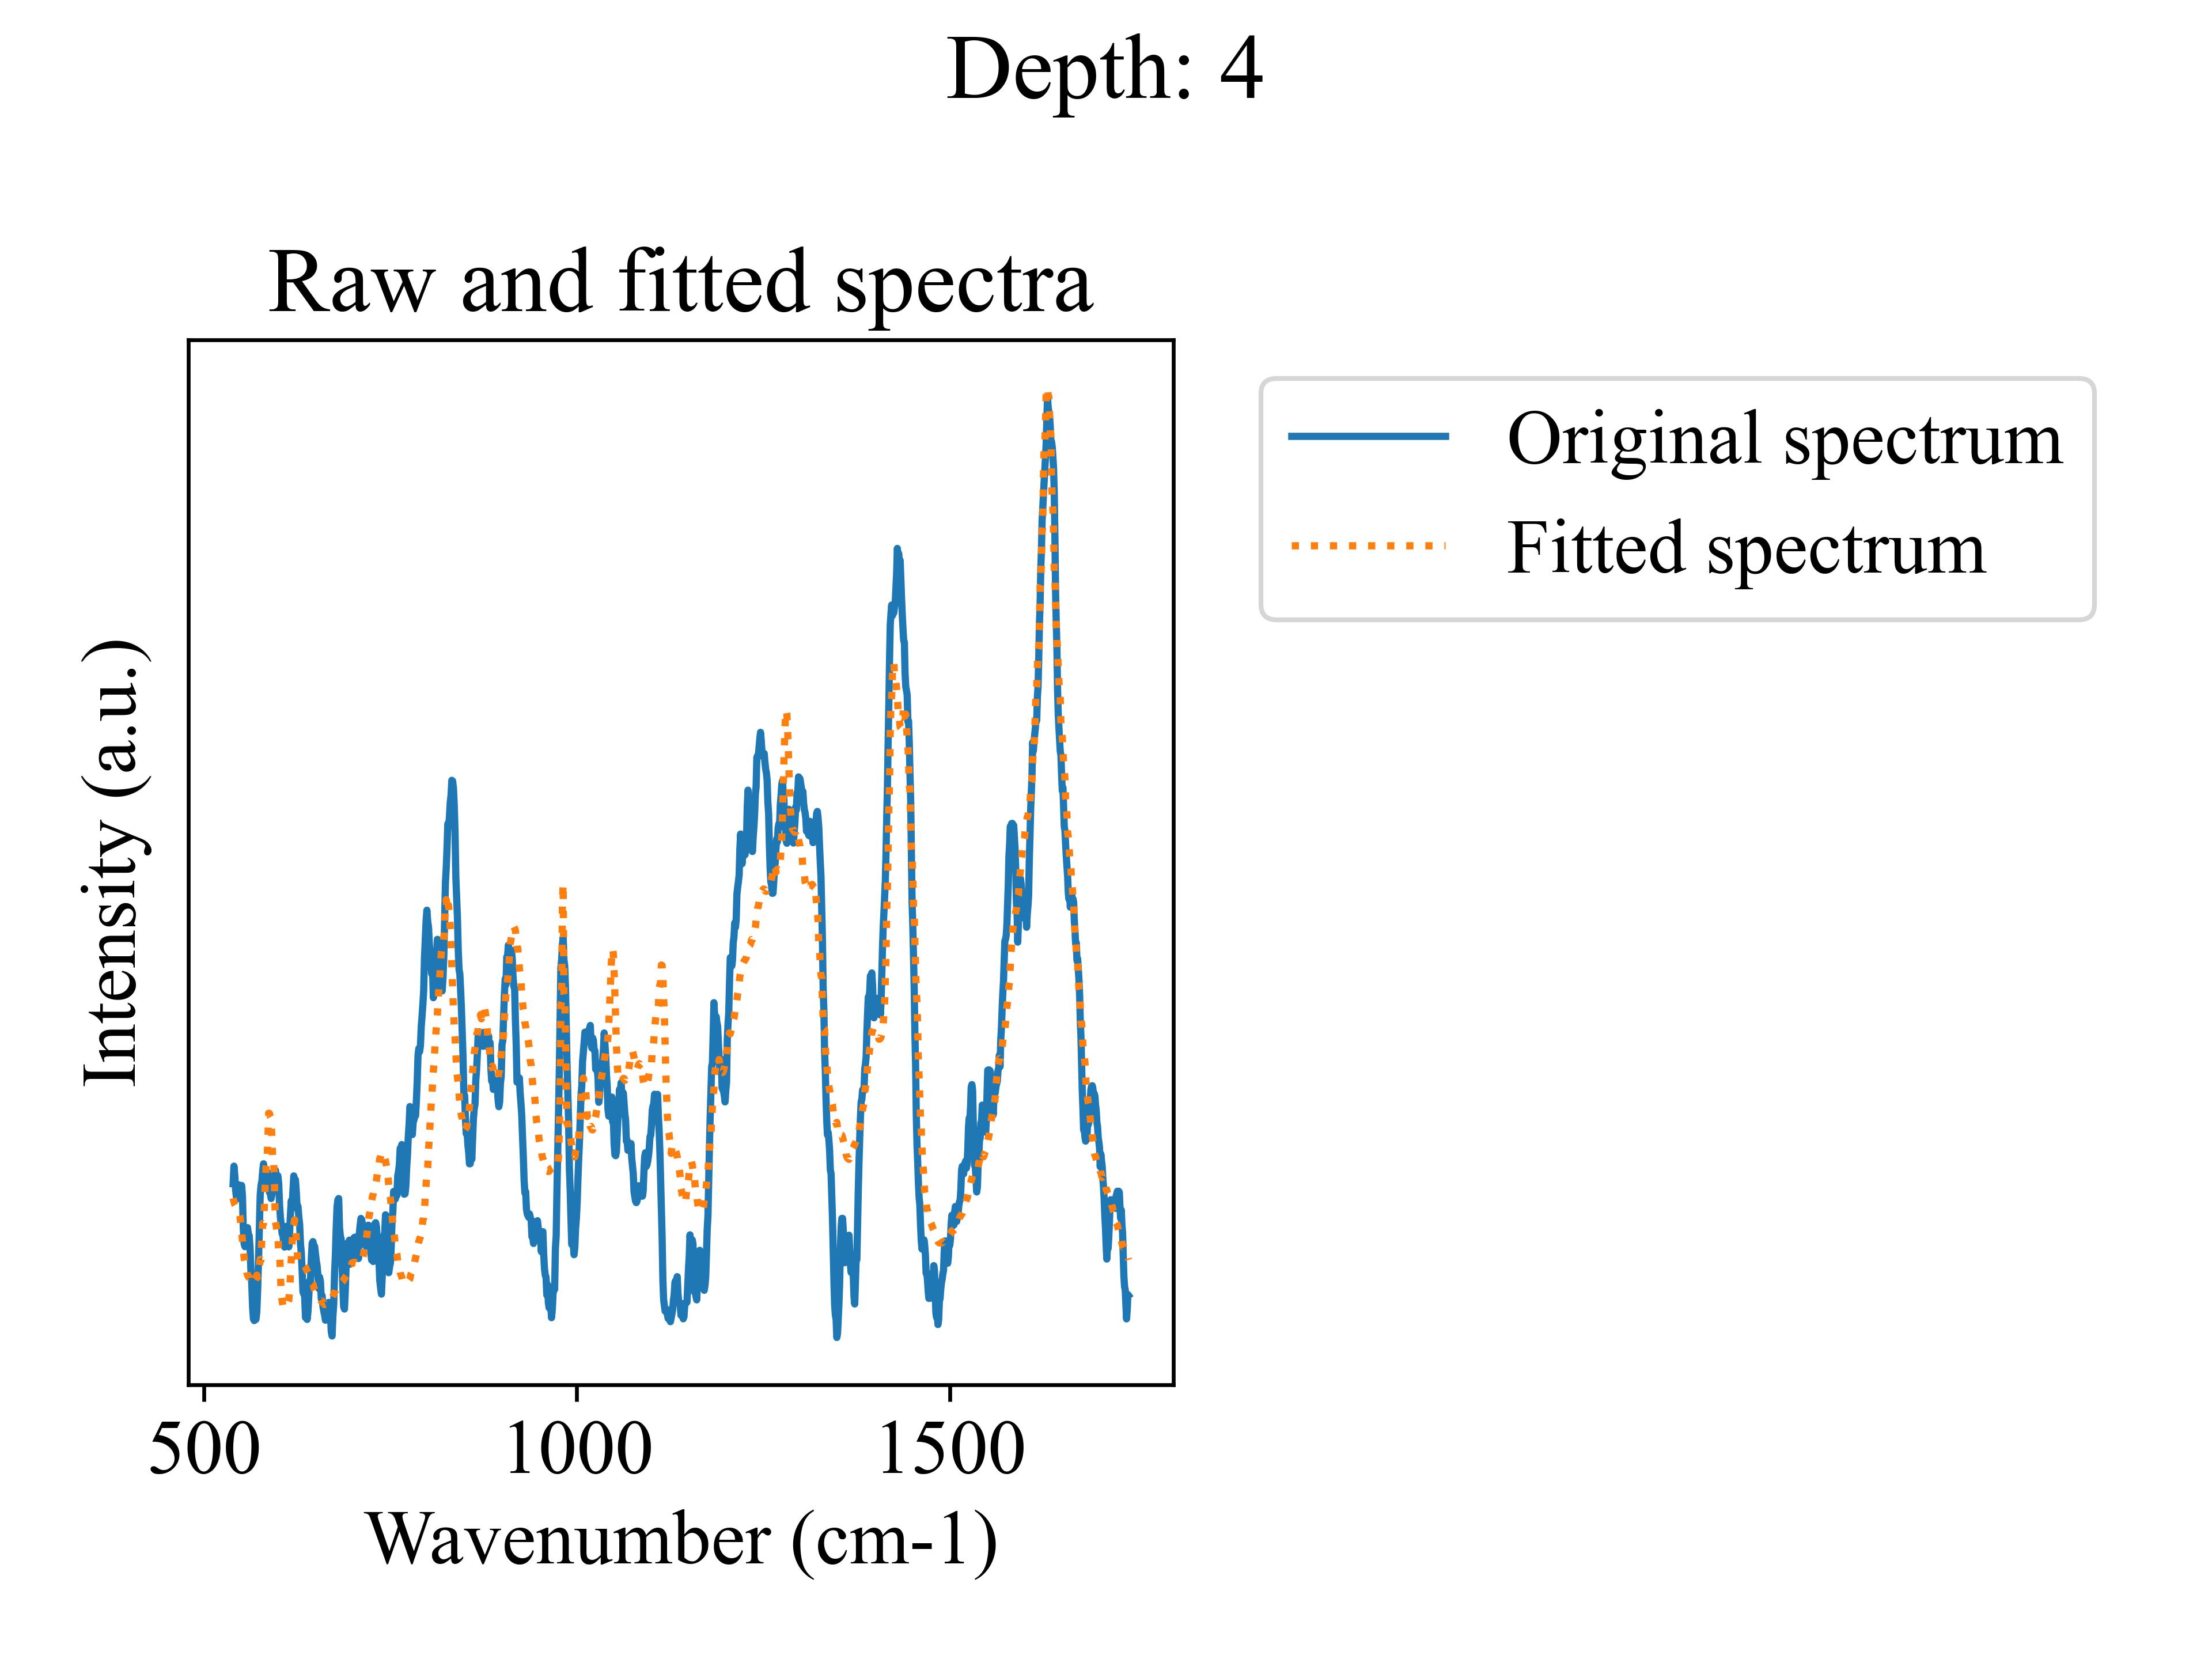 Depth: 4
Raw and fitted spectra
Original spectrum
Fitted spectrum
Intensity (a.u.)
500 1000 1500
Wavenumber (cm-1)